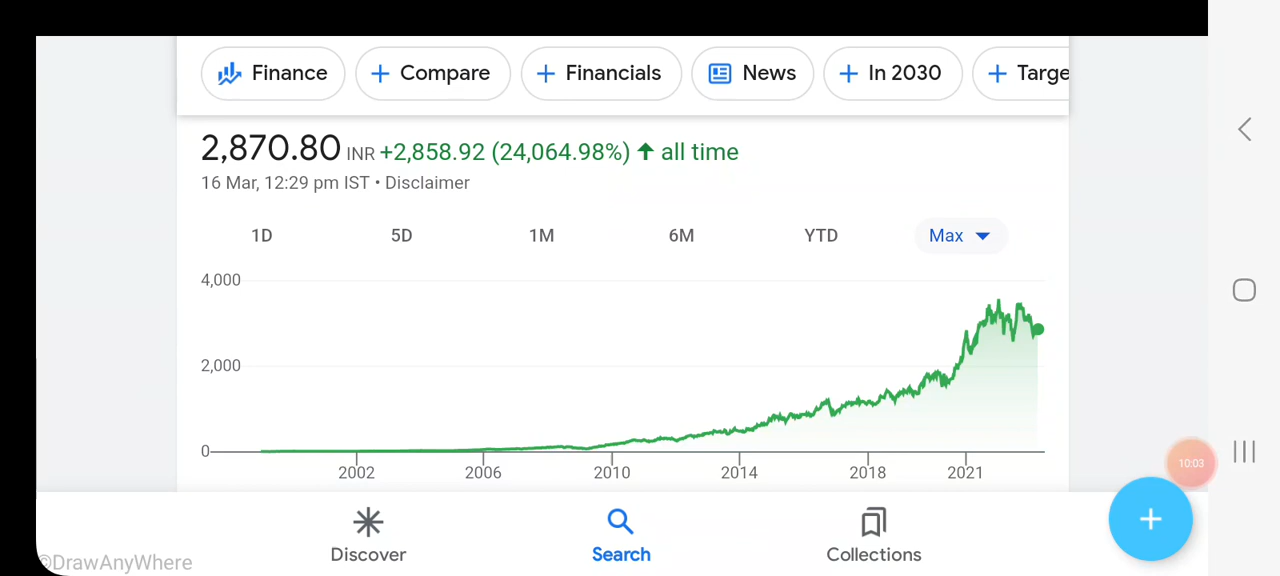 Finance Compare Financials News In 2030 Targe
2,870.80 INR +2,858.92 (24,064.98%) ↑ all time
16 Mar, 12:29 pm IST • Disclaimer
1D 5D 1M 6M YTD Max
4,000
2,000
0
2002 2006 2010 2014 2018 2021
10:03
Discover Search Collections
©DrawAnyWhere